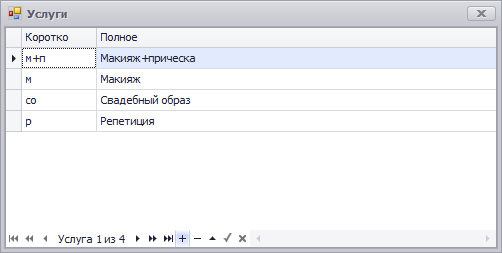 Услуги
Коротко Полное
м+п Макияж+прическа
м Макияж
со Свадебный образ
р Репетиция
Услуга 1 из 4